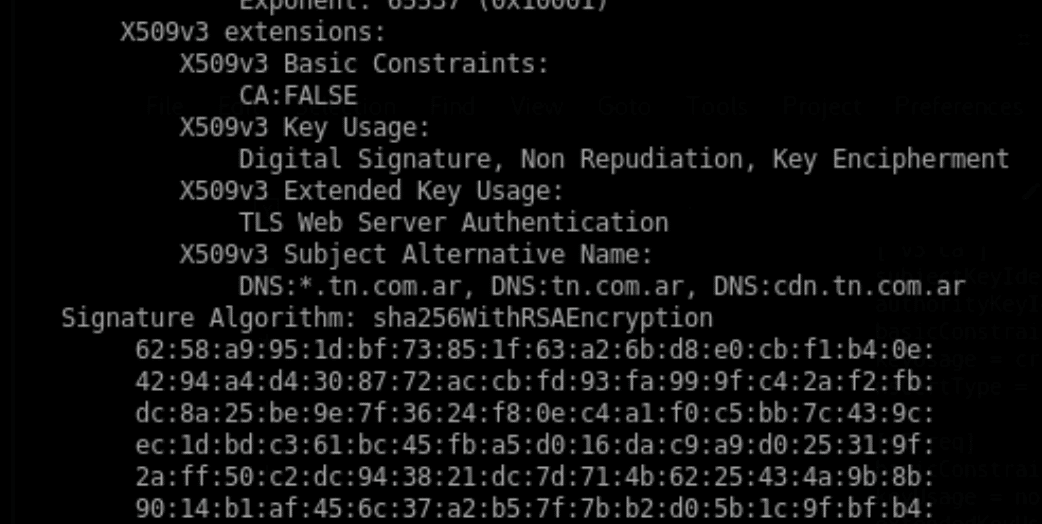 Exponent: 65537 (0x10001)
X509v3 extensions:
X509v3 Basic Constraints:
CA:FALSE
File Find View Goto Tools Project Preferences
X509v3 Key Usage:
Digital Signature, Non Repudiation, Key Encipherment
X509v3 Extended Key Usage:
TLS Web Server Authentication
X509v3 Subject Alternative Name:
DNS:*.tn.com.ar, DNS:tn.com.ar, DNS:cdn.tn.com.ar
Signature Algorithm: sha256WithRSAEncryption
62:58:a9:95:1d:bf:73:85:1f:63:a2:6b:d8:e0:cb:f1:b4:0e:
42:94:a4:d4:30:87:72:ac:cb:fd:93:fa:99:9f:c4:2a:f2:fb:
dc:8a:25:be:9e:7f:36:24:f8:0e:c4:a1:f0:c5:bb:7c:43:9c:
ec:1d:bd:c3:61:bc:45:fb:a5:d0:16:da:c9:a9:d0:25:31:9f:
2a:ff:50:c2:dc:94:38:21:dc:7d:71:4b:62:25:43:4a:9b:8b:
90:14:b1:af:45:6c:37:a2:b5:7f:7b:b2:d0:5b:1c:9f:bf:b4: